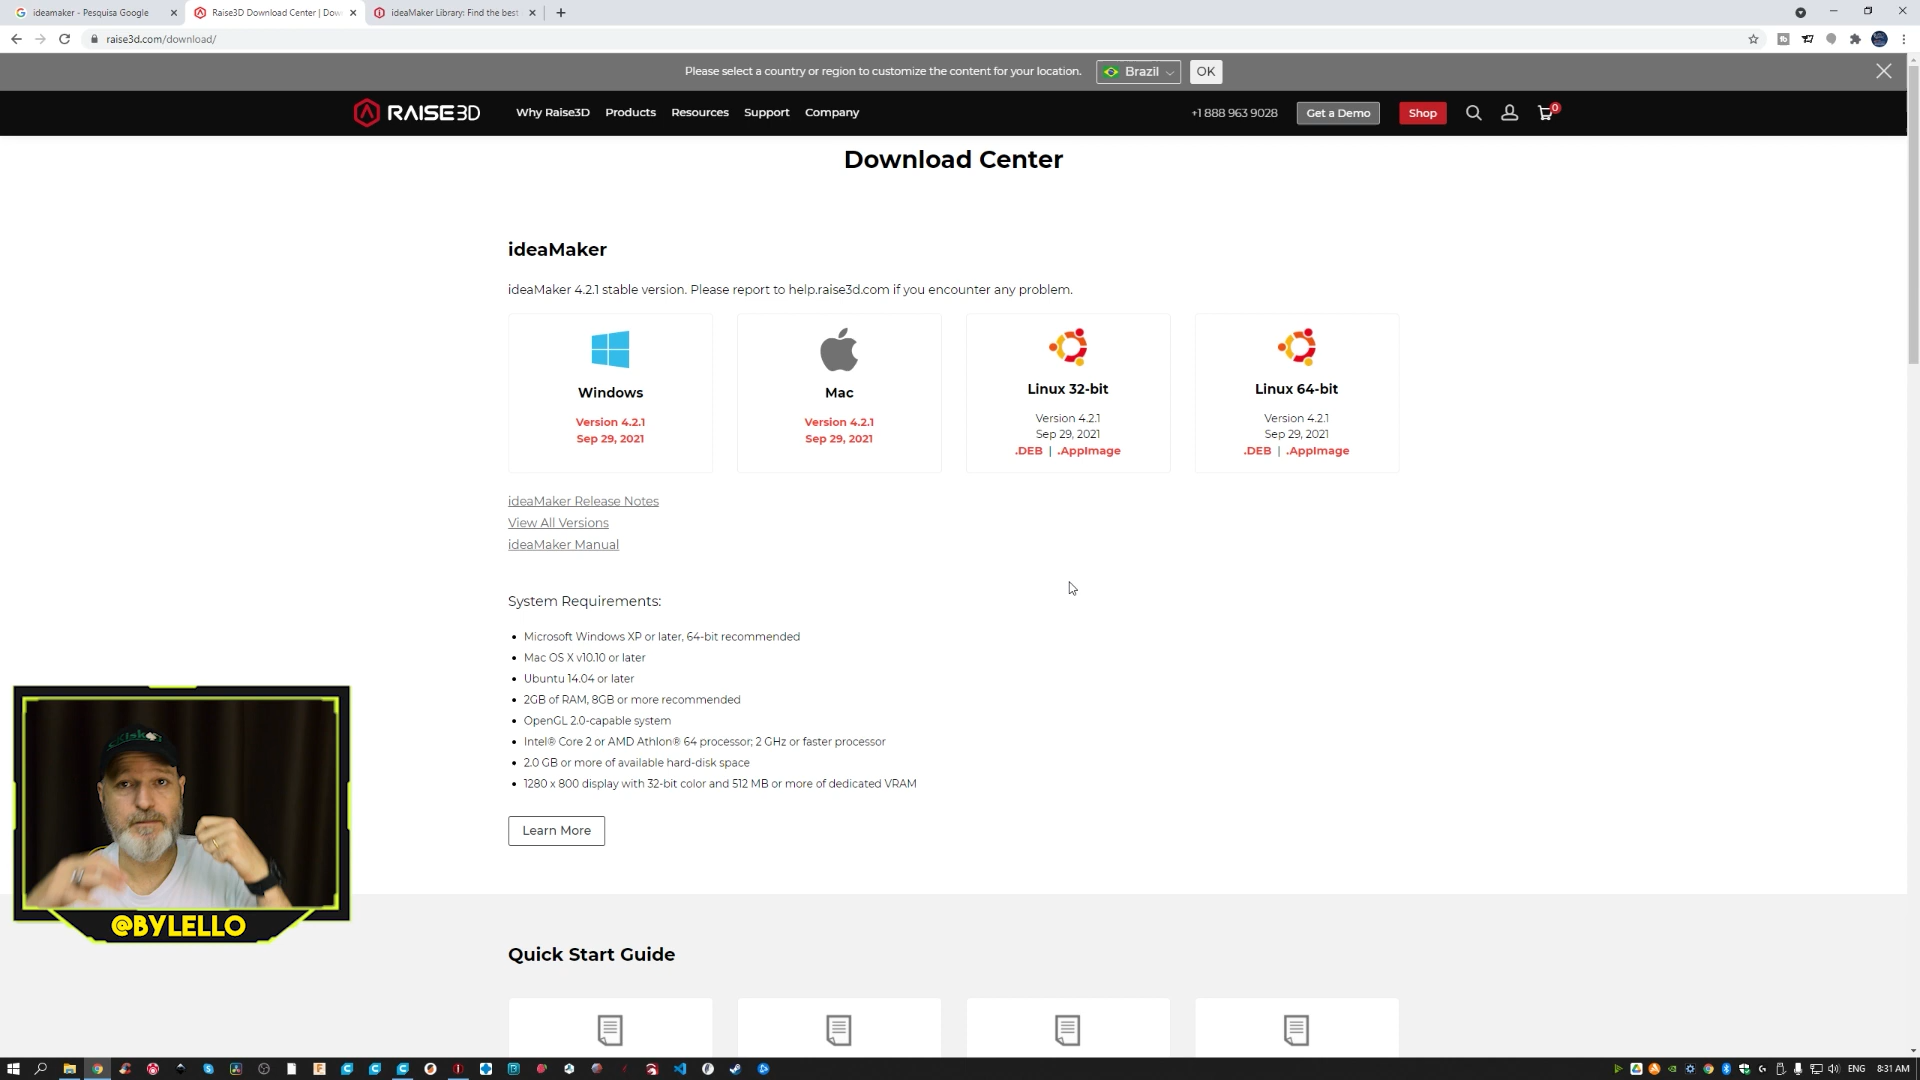 ideamaker - Pesquisa Google
Raise3D Download Center | Dow
ideaMaker Library: Find the best
raise3d.com/download/
Please select a country or region to customize the content for your location.
Brazil
OK
RAISE3D
Why Raise3D
Products
Resources
Support
Company
+1 888 963 9028
Get a Demo
Shop
0
Download Center
ideaMaker
ideaMaker 4.2.1 stable version. Please report to help.raise3d.com if you encounter any problem.
Windows
Version 4.2.1
Sep 29, 2021
Mac
Version 4.2.1
Sep 29, 2021
Linux 32-bit
Version 4.2.1
Sep 29, 2021
.DEB | .AppImage
Linux 64-bit
Version 4.2.1
Sep 29, 2021
.DEB | .AppImage
ideaMaker Release Notes
View All Versions
ideaMaker Manual
System Requirements:
• Microsoft Windows XP or later, 64-bit recommended
• Mac OS X v10.10 or later
• Ubuntu 14.04 or later
• 2GB of RAM, 8GB or more recommended
• OpenGL 2.0-capable system
• Intel® Core 2 or AMD Athlon® 64 processor; 2 GHz or faster processor
• 2.0 GB or more of available hard-disk space
• 1280 x 800 display with 32-bit color and 512 MB or more of dedicated VRAM
Learn More
@BYLELLO
Quick Start Guide
ENG
8:31 AM